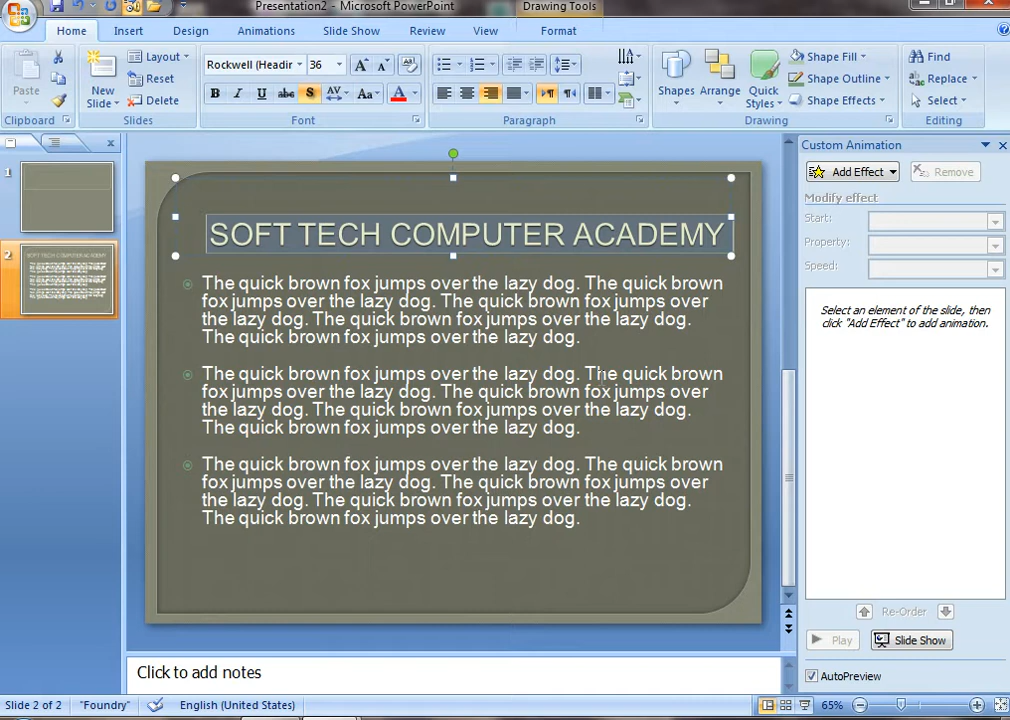 Presentation2 - Microsoft PowerPoint
Drawing Tools
Home Insert Design Animations Slide Show Review View Format
Paste
Clipboard
New
Slide
Layout
Reset
Delete
Slides
Rockwell (Headir 36 A A
B I U abc S AV Aa A
Font
Paragraph
Shapes
Arrange
Quick
Styles
Shape Fill
Shape Outline
Shape Effects
Drawing
Find
Replace
Select
Editing
1
2
SOFT TECH COMPUTER ACADEMY
The quick brown fox jumps over the lazy dog. The quick brown
fox jumps over the lazy dog. The quick brown fox jumps over
the lazy dog. The quick brown fox jumps over the lazy dog.
The quick brown fox jumps over the lazy dog.
The quick brown fox jumps over the lazy dog. The quick brown
fox jumps over the lazy dog. The quick brown fox jumps over
the lazy dog. The quick brown fox jumps over the lazy dog.
The quick brown fox jumps over the lazy dog.
The quick brown fox jumps over the lazy dog. The quick brown
fox jumps over the lazy dog. The quick brown fox jumps over
the lazy dog. The quick brown fox jumps over the lazy dog.
The quick brown fox jumps over the lazy dog.
Custom Animation
Add Effect Remove
Modify effect
Start:
Property:
Speed:
Select an element of the slide, then
click "Add Effect" to add animation.
Re-Order
Play Slide Show
AutoPreview
Click to add notes
Slide 2 of 2 "Foundry" English (United States) 65%